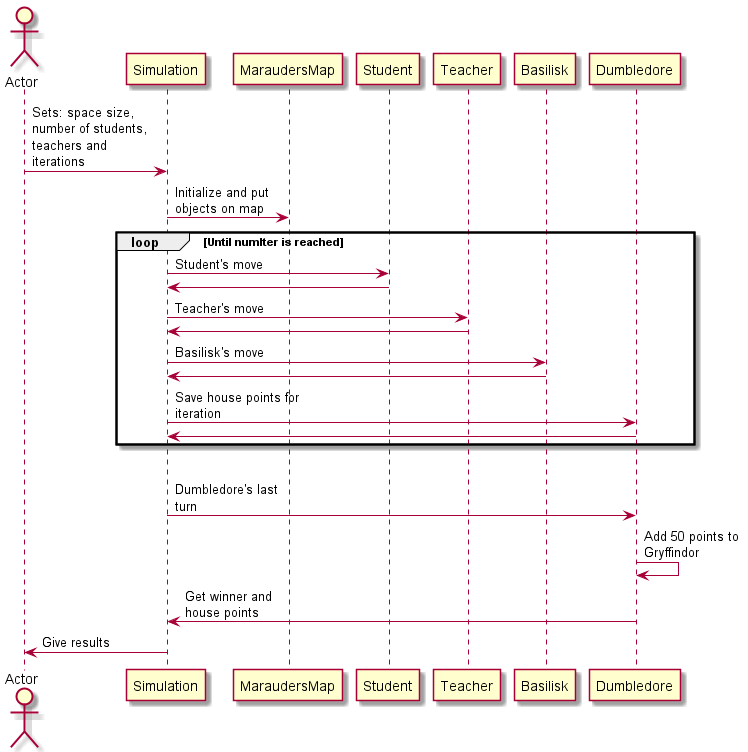 Actor
Simulation
MaraudersMap
Student
Teacher
Basilisk
Dumbledore
Sets: space size,
number of students,
teachers and
iterations
Initialize and put
objects on map
loop
[Until numIter is reached]
Student's move
Teacher's move
Basilisk's move
Save house points for
iteration
Dumbledore's last
turn
Add 50 points to
Gryffindor
Get winner and
house points
Give results
Actor
Simulation
MaraudersMap
Student
Teacher
Basilisk
Dumbledore